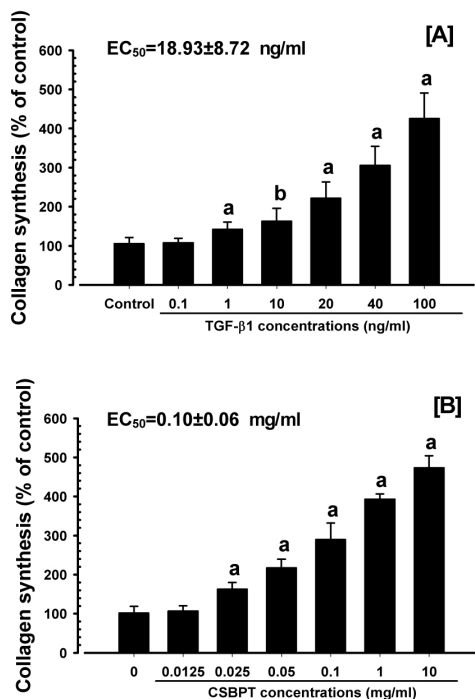 [A]
EC50=18.93±8.72 ng/ml
Collagen synthesis (% of control)
600
500
400
300
200
100
0
a
b
a
a
a
Control 0.1 1 10 20 40 100
TGF-β1 concentrations (ng/ml)
[B]
EC50=0.10±0.06 mg/ml
Collagen synthesis (% of control)
600
500
400
300
200
100
0
a
a
a
a
a
0 0.0125 0.025 0.05 0.1 1 10
CSBPT concentrations (mg/ml)